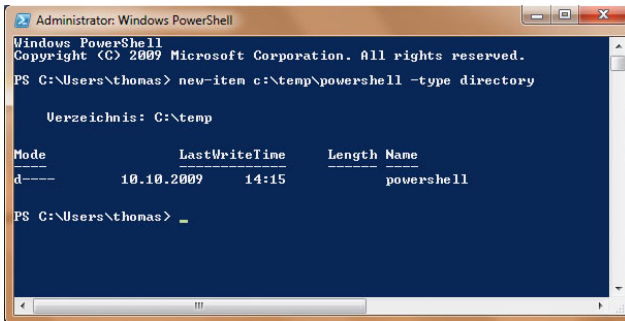 Administrator: Windows PowerShell
Windows PowerShell
Copyright (C) 2009 Microsoft Corporation. All rights reserved.
PS C:\Users\thomas> new-item c:\temp\powershell -type directory
Verzeichnis: C:\temp
Mode LastWriteTime Length Name
---- ------------- ------ ----
d---- 10.10.2009 14:15 powershell
PS C:\Users\thomas> _